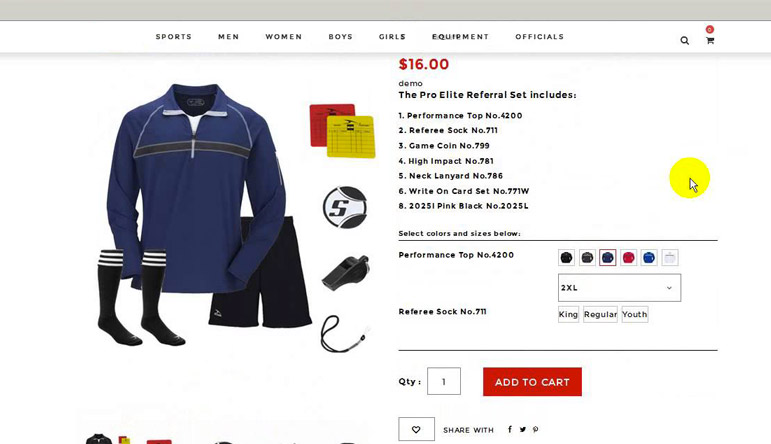 SPORTS MEN WOMEN BOYS GIRLS EQUIPMENT OFFICIALS
0
$16.00
demo
The Pro Elite Referral Set includes:
1. Performance Top No.4200
2. Referee Sock No.711
3. Game Coin No.799
4. High Impact No.781
5. Neck Lanyard No.786
6. Write On Card Set No.771W
8. 2025l Pink Black No.2025L
Select colors and sizes below:
Performance Top No.4200
2XL
Referee Sock No.711 King Regular Youth
Qty : 1 ADD TO CART
SHARE WITH
S